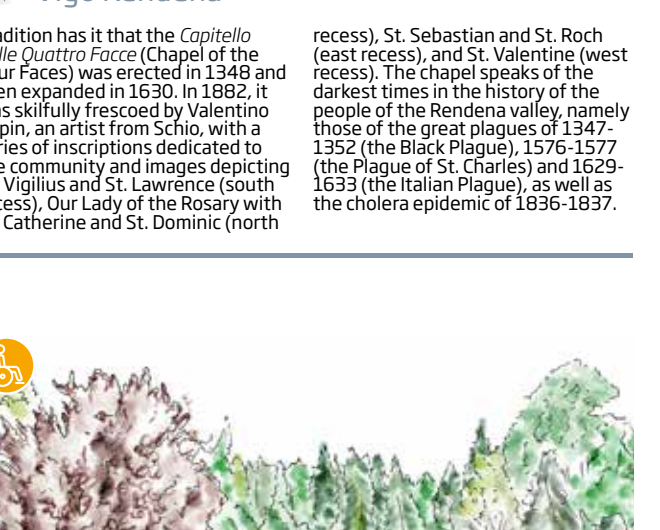 Vigo Rendena
adition has it that the Capitello
lle Quattro Facce (Chapel of the
ur Faces) was erected in 1348 and
en expanded in 1630. In 1882, it
s skilfully frescoed by Valentino
pin, an artist from Schio, with a
ries of inscriptions dedicated to
e community and images depicting
Vigilius and St. Lawrence (south
cess), Our Lady of the Rosary with
Catherine and St. Dominic (north
recess), St. Sebastian and St. Roch
(east recess), and St. Valentine (west
recess). The chapel speaks of the
darkest times in the history of the
people of the Rendena valley, namely
those of the great plagues of 1347-
1352 (the Black Plague), 1576-1577
(the Plague of St. Charles) and 1629-
1633 (the Italian Plague), as well as
the cholera epidemic of 1836-1837.